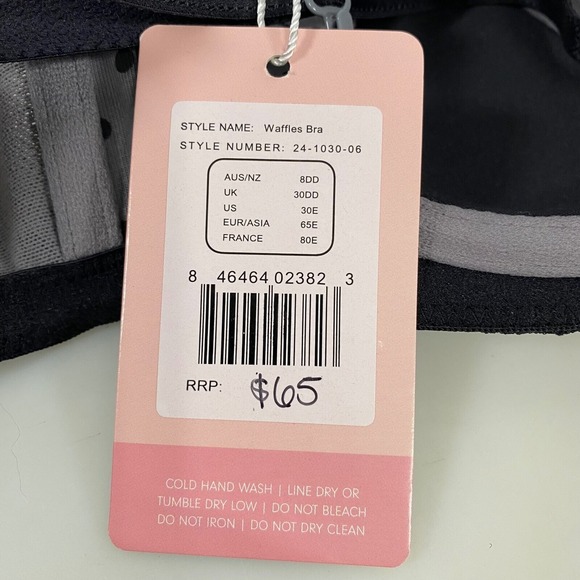 STYLE NAME: Waffles Bra
STYLE NUMBER: 24-1030-06
AUS/NZ 8DD
UK 30DD
US 30E
EUR/ASIA 65E
FRANCE 80E
8 46464 02382 3
RRP: $65
COLD HAND WASH | LINE DRY OR
TUMBLE DRY LOW | DO NOT BLEACH
DO NOT IRON | DO NOT DRY CLEAN